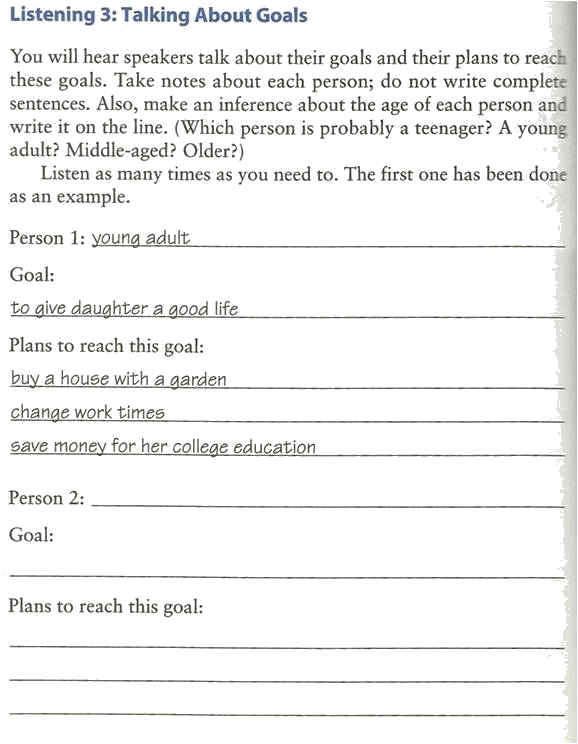 Listening 3: Talking About Goals
You will hear speakers talk about their goals and their plans to reach
these goals. Take notes about each person; do not write complete
sentences. Also, make an inference about the age of each person and
write it on the line. (Which person is probably a teenager? A young
adult? Middle-aged? Older?)
Listen as many times as you need to. The first one has been done
as an example.
Person 1: young adult
Goal:
to give daughter a good life
Plans to reach this goal:
buy a house with a garden
change work times
save money for her college education
Person 2:
Goal:
Plans to reach this goal: